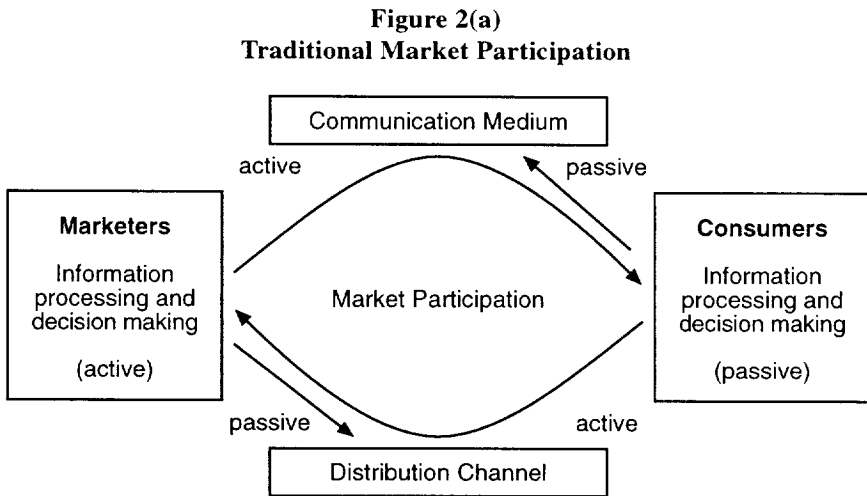 Figure 2(a)
Traditional Market Participation
Communication Medium
active
passive
Marketers
Information
processing and
decision making
(active)
Market Participation
Consumers
Information
processing and
decision making
(passive)
passive
active
Distribution Channel